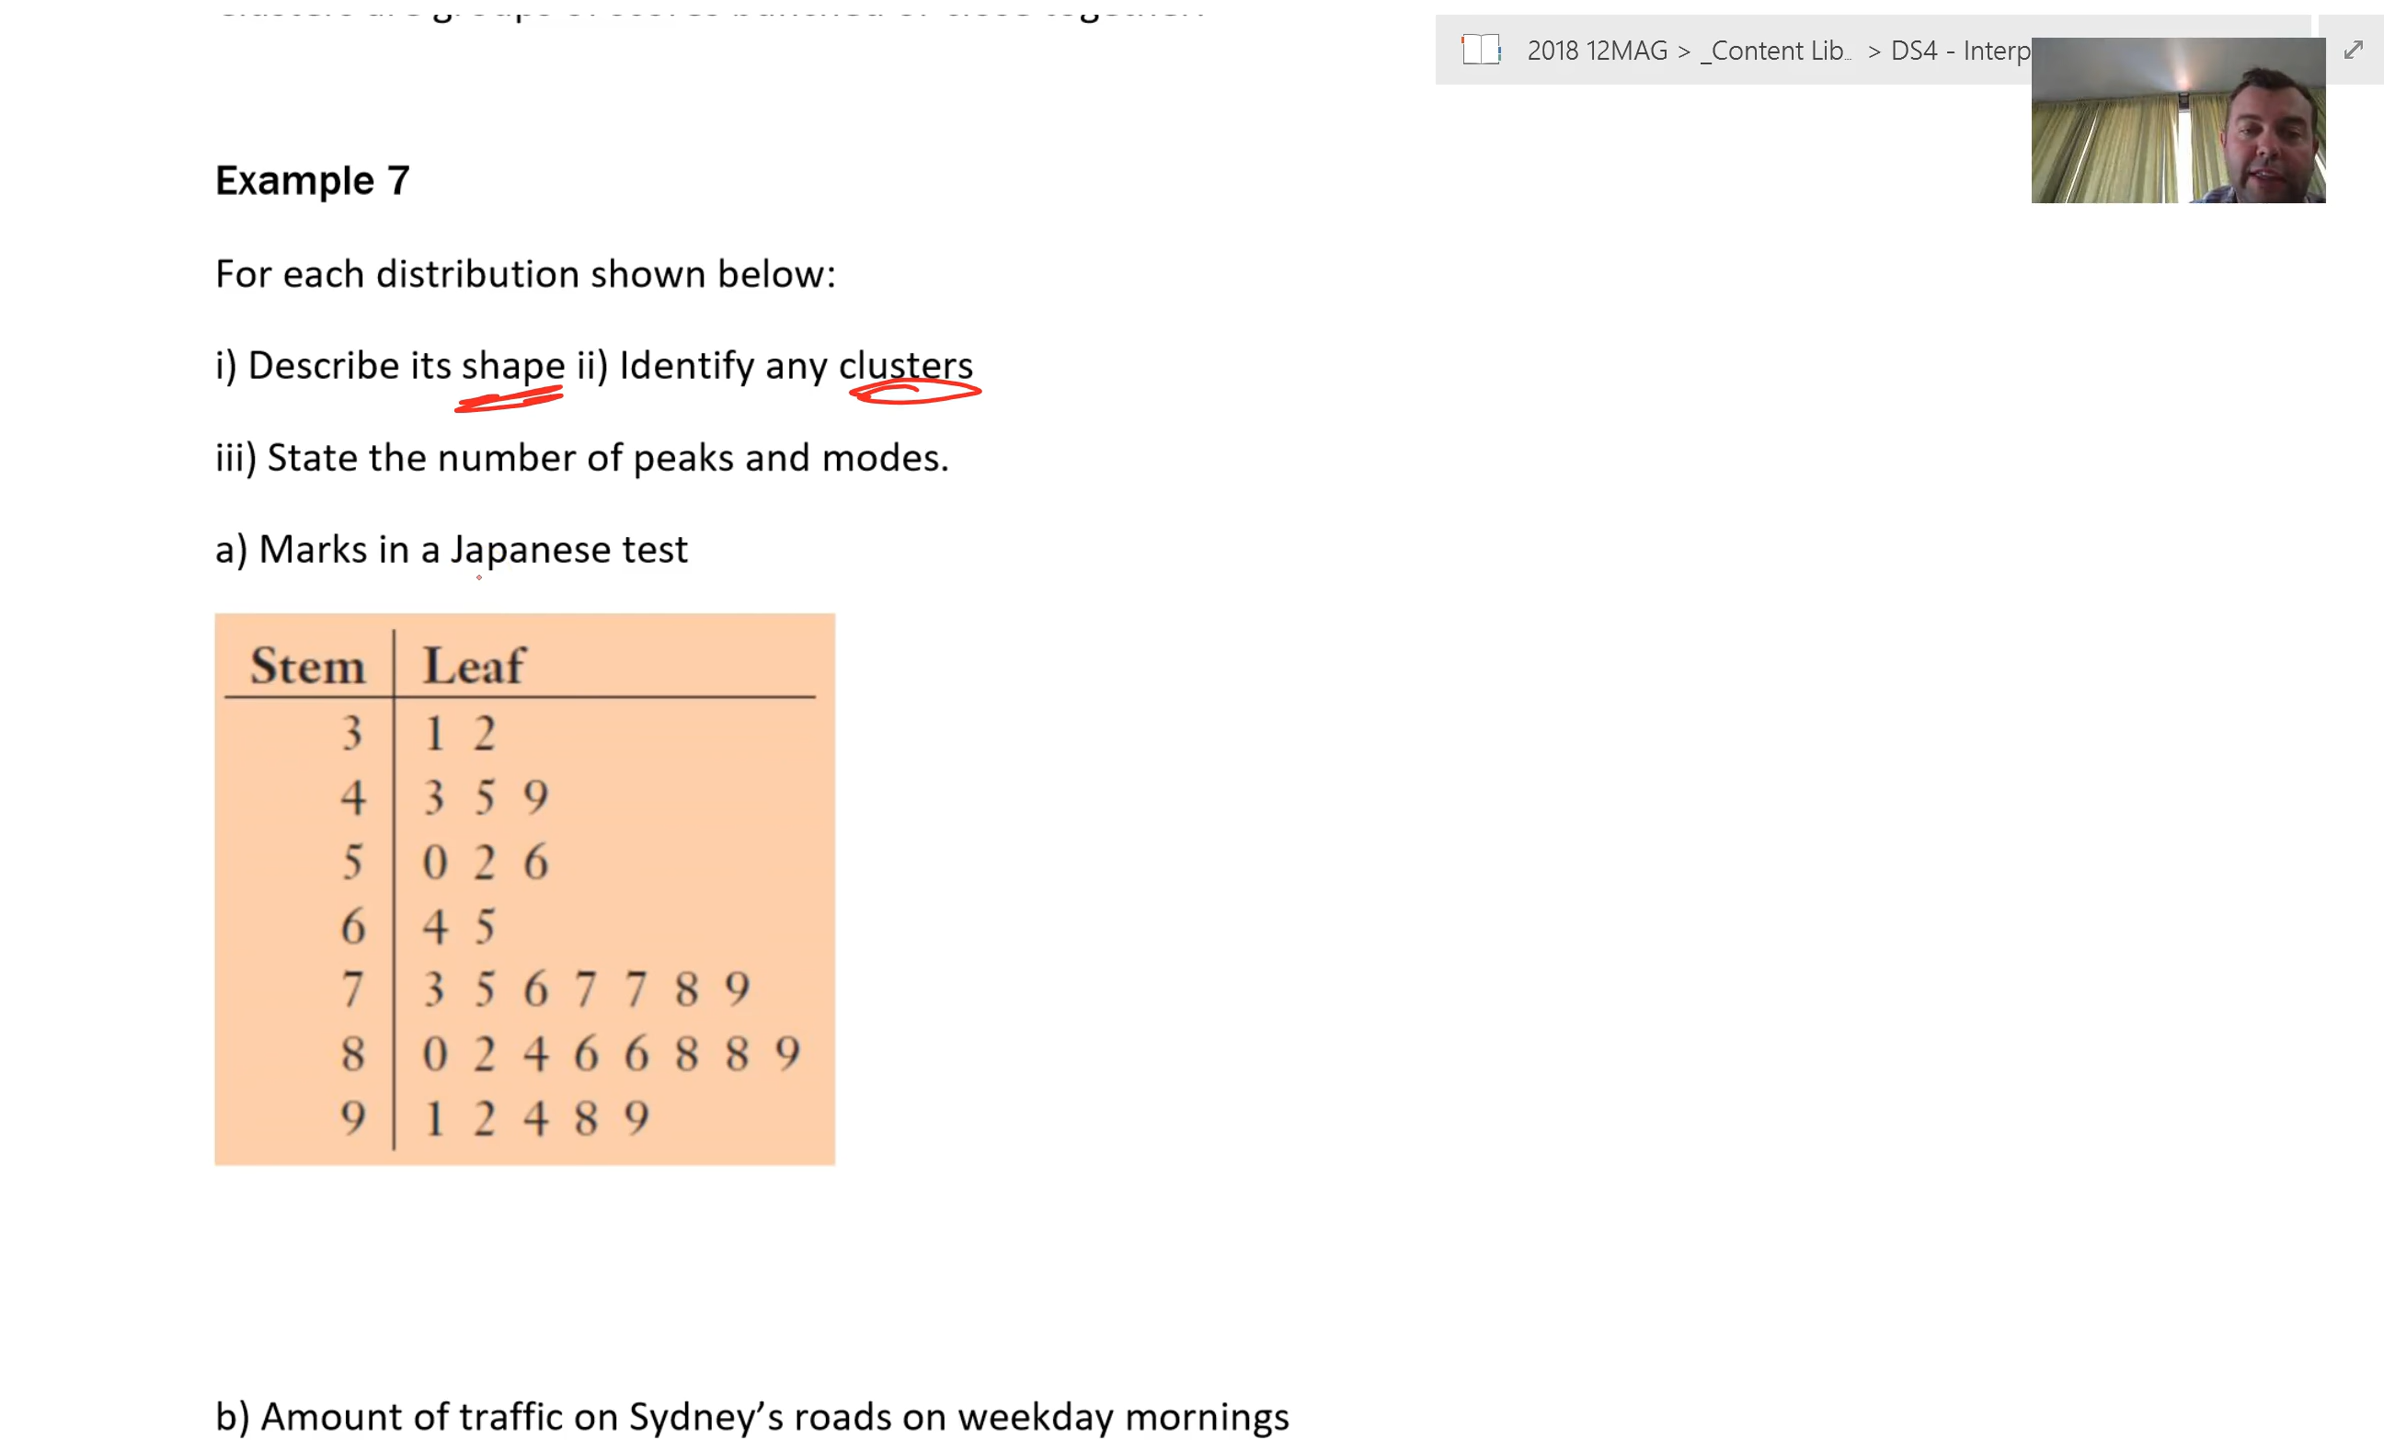 2018 12MAG > _Content Lib... > DS4 - Interp
Example 7
For each distribution shown below:
i) Describe its shape ii) Identify any clusters
iii) State the number of peaks and modes.
a) Marks in a Japanese test
Stem Leaf
3 1 2
4 3 5 9
5 0 2 6
6 4 5
7 3 5 6 7 7 8 9
8 0 2 4 6 6 8 8 9
9 1 2 4 8 9
b) Amount of traffic on Sydney’s roads on weekday mornings